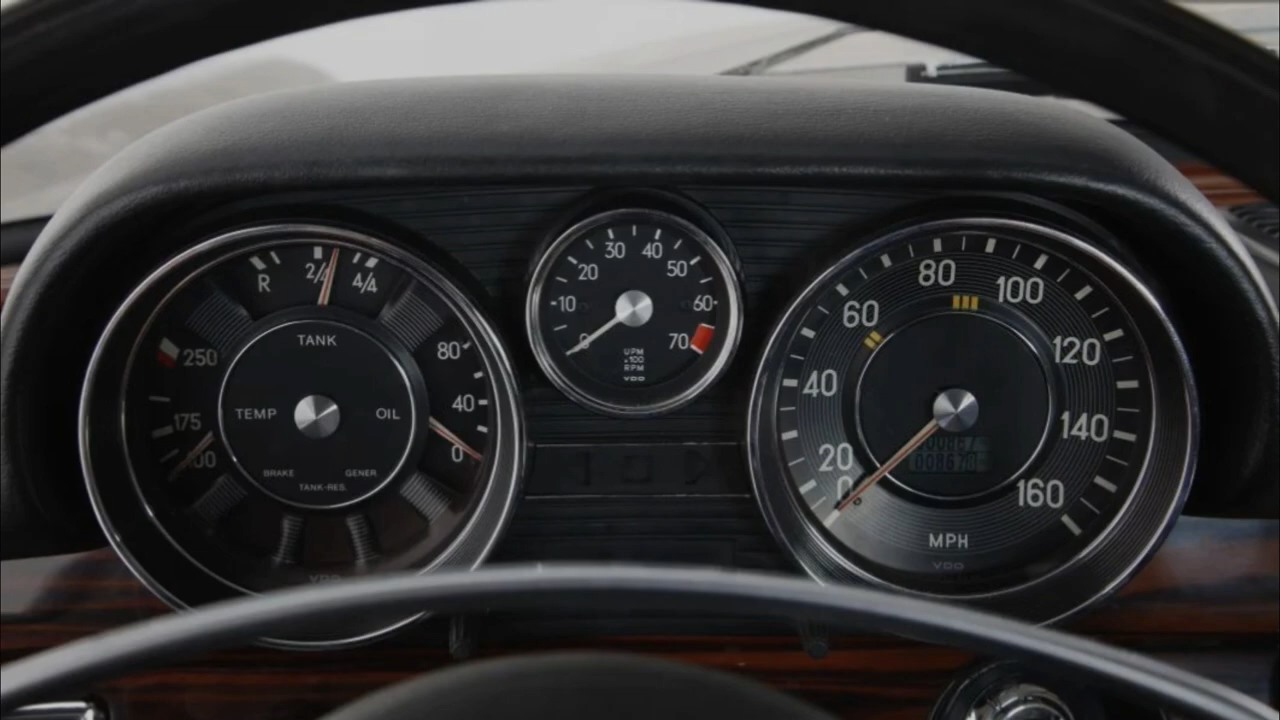 R 2/4 4/4
TANK
250
175
TEMP OIL
80
40
0
BRAKE GENER.
TANK-RES.
VDO
0 10 20 30 40 50 60 70
UPM
x100
RPM
VDO
0 20 40 60 80 100 120 140 160
MPH
VDO